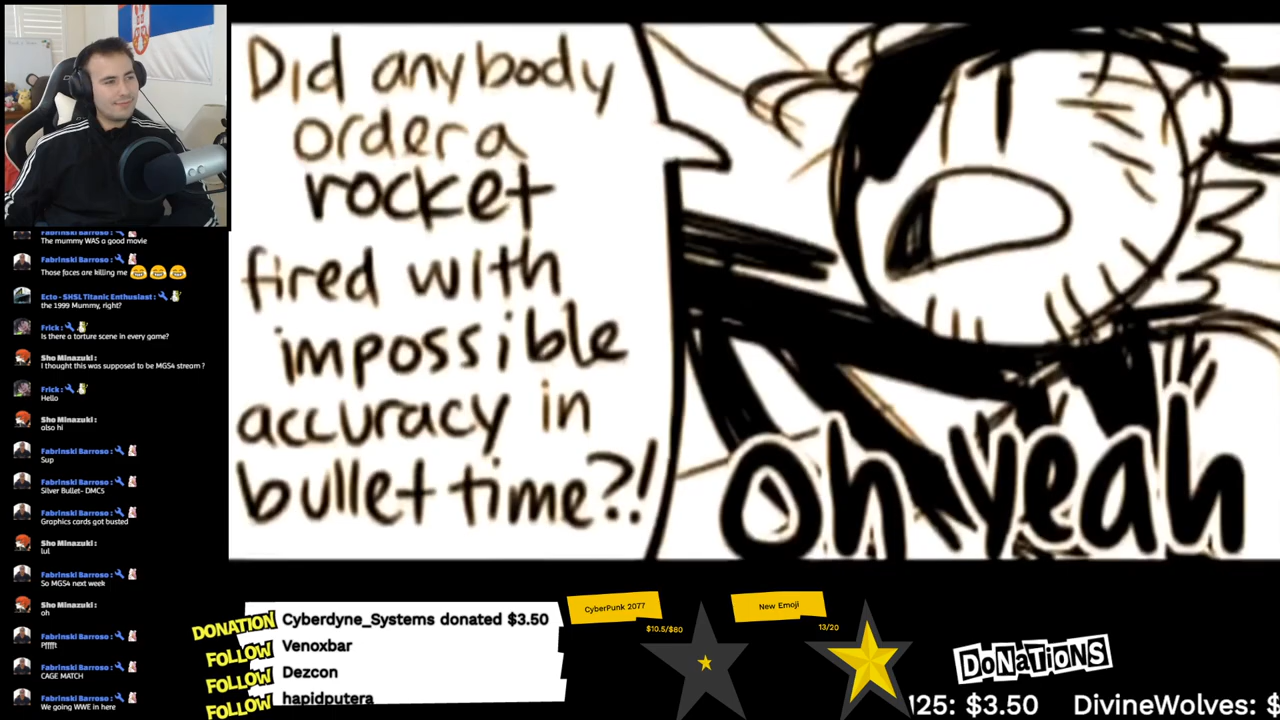 Did anybody
order a
rocket
fired with
impossible
accuracy in
bullet time?!
oh yeah
Fabrinski Barroso :
The mummy WAS a good movie
Fabrinski Barroso :
Those faces are killing me 😂😂😂
Ecto - SHSL Titanic Enthusiast :
the 1999 Mummy, right?
Frick :
Is there a torture scene in every game?
Sho Minazuki :
I thought this was supposed to be MGS4 stream ?
Frick :
Hello
Sho Minazuki :
olso hi
Fabrinski Barroso :
Sup
Fabrinski Barroso :
Silver Bullet- DMC5
Fabrinski Barroso :
Graphics cards got busted
Sho Minazuki :
lul
Fabrinski Barroso :
So MGS4 next week
Sho Minazuki :
oh
Fabrinski Barroso :
Pfffft
Fabrinski Barroso :
CAGE MATCH
Fabrinski Barroso :
We going WWE in here
DONATION Cyberdyne_Systems donated $3.50
FOLLOW Venoxbar
FOLLOW Dezcon
FOLLOW hapidputera
CyberPunk 2077
$10.5/$80
New Emoji
13/20
DONATIONS
125: $3.50 DivineWolves: $